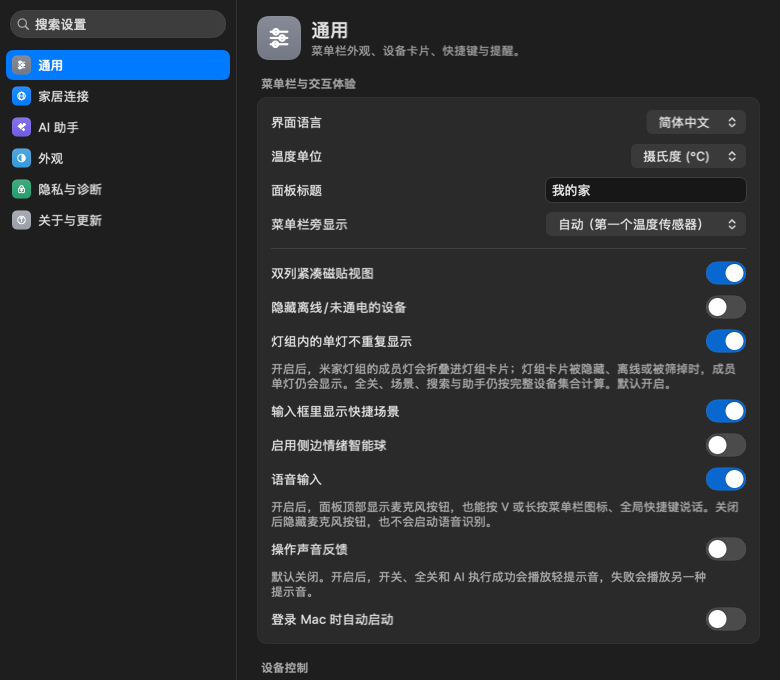 搜索设置
通用
家居连接
AI 助手
外观
隐私与诊断
关于与更新
通用
菜单栏外观、设备卡片、快捷键与提醒。
菜单栏与交互体验
界面语言
简体中文
温度单位
摄氏度 (°C)
面板标题
我的家
菜单栏旁显示
自动（第一个温度传感器）
双列紧凑磁贴视图
隐藏离线/未通电的设备
灯组内的单灯不重复显示
开启后，米家灯组的成员灯会折叠进灯组卡片；灯组卡片被隐藏、离线或被筛掉时，成员
单灯仍会显示。全关、场景、搜索与助手仍按完整设备集合计算。默认开启。
输入框里显示快捷场景
启用侧边情绪智能球
语音输入
开启后，面板顶部显示麦克风按钮，也能按 V 或长按菜单栏图标、全局快捷键说话。关闭
后隐藏麦克风按钮，也不会启动语音识别。
操作声音反馈
默认关闭。开启后，开关、全关和 AI 执行成功会播放轻提示音，失败会播放另一种
提示音。
登录 Mac 时自动启动
设备控制